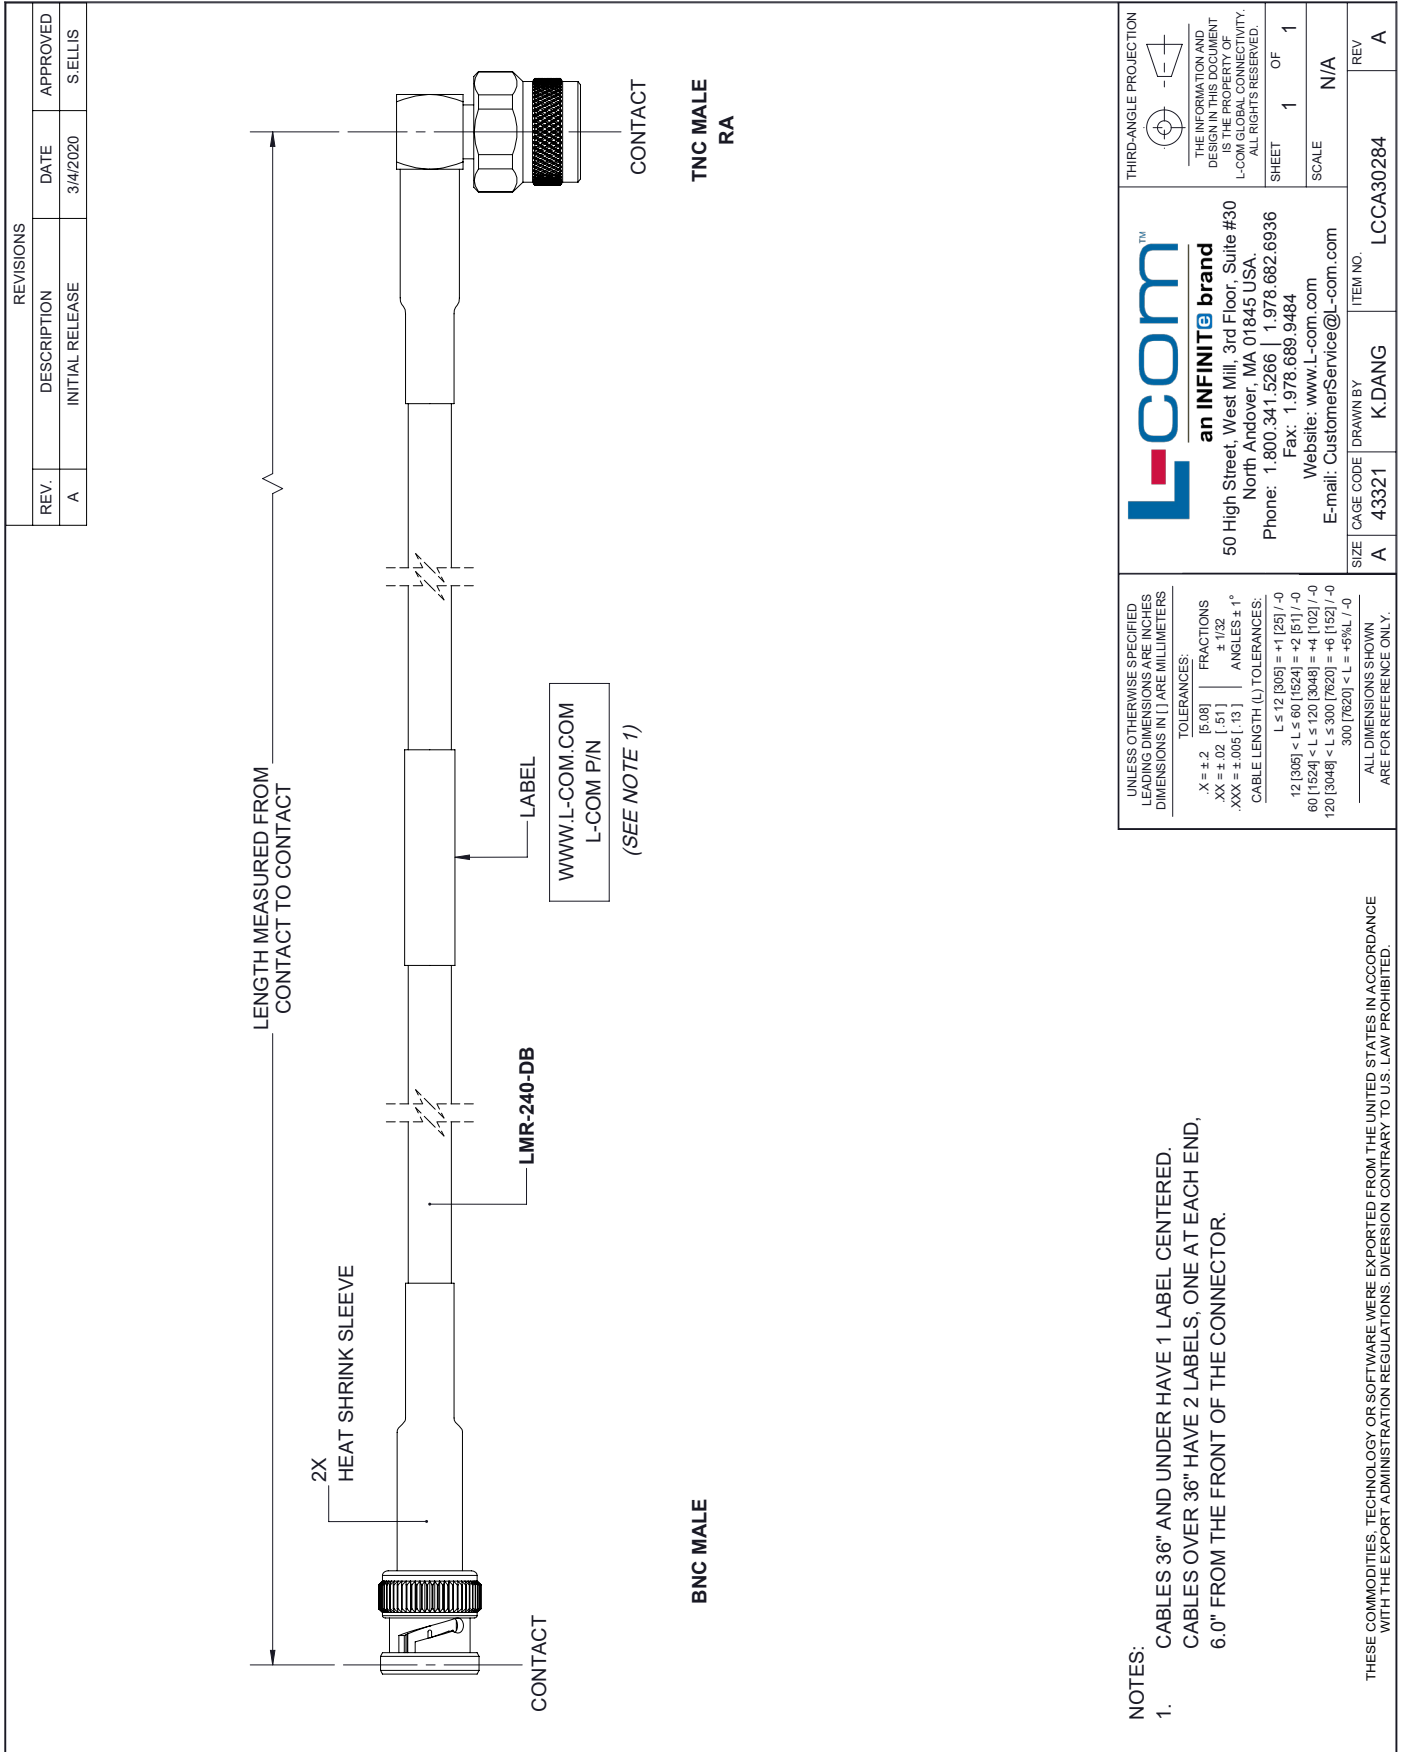 REVISIONS
REV. DESCRIPTION DATE APPROVED
A INITIAL RELEASE 3/4/2020 S.ELLIS
LENGTH MEASURED FROM
CONTACT TO CONTACT
2X
HEAT SHRINK SLEEVE
LMR-240-DB
LABEL
WWW.L-COM.COM
L-COM P/N
(SEE NOTE 1)
CONTACT
BNC MALE
CONTACT
TNC MALE
RA
NOTES:
1. CABLES 36" AND UNDER HAVE 1 LABEL CENTERED.
CABLES OVER 36" HAVE 2 LABELS, ONE AT EACH END,
6.0" FROM THE FRONT OF THE CONNECTOR.
THESE COMMODITIES, TECHNOLOGY OR SOFTWARE WERE EXPORTED FROM THE UNITED STATES IN ACCORDANCE
WITH THE EXPORT ADMINISTRATION REGULATIONS. DIVERSION CONTRARY TO U.S. LAW PROHIBITED.
UNLESS OTHERWISE SPECIFIED
LEADING DIMENSIONS ARE INCHES
DIMENSIONS IN [ ] ARE MILLIMETERS
TOLERANCES:
.X = ± .2 [5.08] FRACTIONS
.XX = ± .02 [ .51 ] ± 1/32
.XXX = ± .005 [ .13 ] ANGLES ± 1°
CABLE LENGTH (L) TOLERANCES:
L ≤ 12 [305] = +1 [25] / -0
12 [305] < L ≤ 60 [1524] = +2 [51] / -0
60 [1524] < L ≤ 120 [3048] = +4 [102] / -0
120 [3048] < L ≤ 300 [7620] = +6 [152] / -0
300 [7620] < L = +5%L / -0
ALL DIMENSIONS SHOWN
ARE FOR REFERENCE ONLY.
L-com™
an INFINITe brand
50 High Street, West Mill, 3rd Floor, Suite #30
North Andover, MA 01845 USA.
Phone: 1.800.341.5266 | 1.978.682.6936
Fax: 1.978.689.9484
Website: www.L-com.com
E-mail: CustomerService@L-com.com
THIRD-ANGLE PROJECTION
THE INFORMATION AND
DESIGN IN THIS DOCUMENT
IS THE PROPERTY OF
L-COM GLOBAL CONNECTIVITY.
ALL RIGHTS RESERVED.
SHEET 1 OF 1
SCALE N/A
SIZE CAGE CODE DRAWN BY ITEM NO. REV
A 43321 K.DANG LCCA30284 A